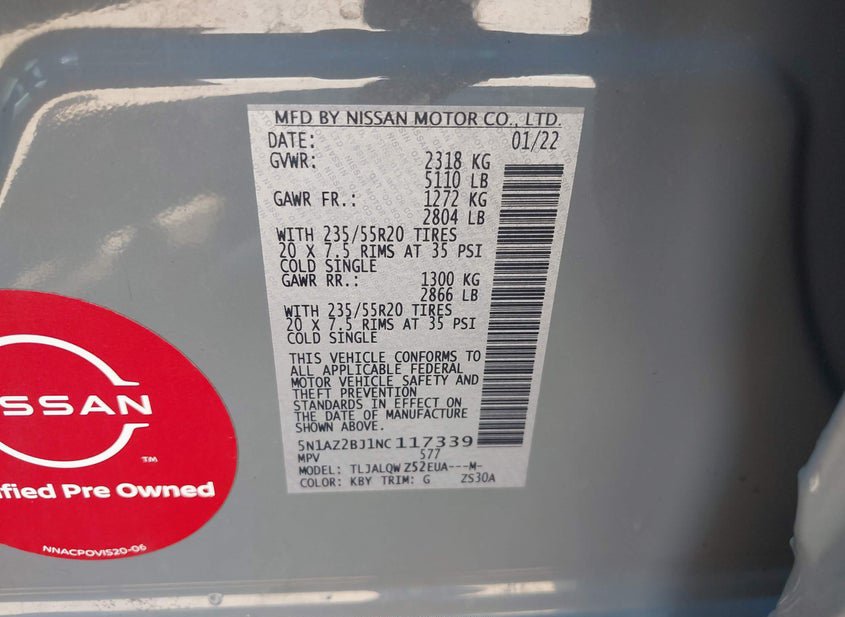 MFD BY NISSAN MOTOR CO., LTD.
DATE: 01/22
GVWR: 2318 KG
5110 LB
GAWR FR.: 1272 KG
2804 LB
WITH 235/55R20 TIRES
20 X 7.5 RIMS AT 35 PSI
COLD SINGLE
GAWR RR.: 1300 KG
2866 LB
WITH 235/55R20 TIRES
20 X 7.5 RIMS AT 35 PSI
COLD SINGLE
THIS VEHICLE CONFORMS TO
ALL APPLICABLE FEDERAL
MOTOR VEHICLE SAFETY AND
THEFT PREVENTION
STANDARDS IN EFFECT ON
THE DATE OF MANUFACTURE
SHOWN ABOVE.
5N1AZ2BJ1NC117339
MPV 577
MODEL: TLJALQW ZS2EUA---M-
COLOR: KBY TRIM: G ZS30A
SSAN
TM
ified Pre Owned
NNACPOVIS20-06